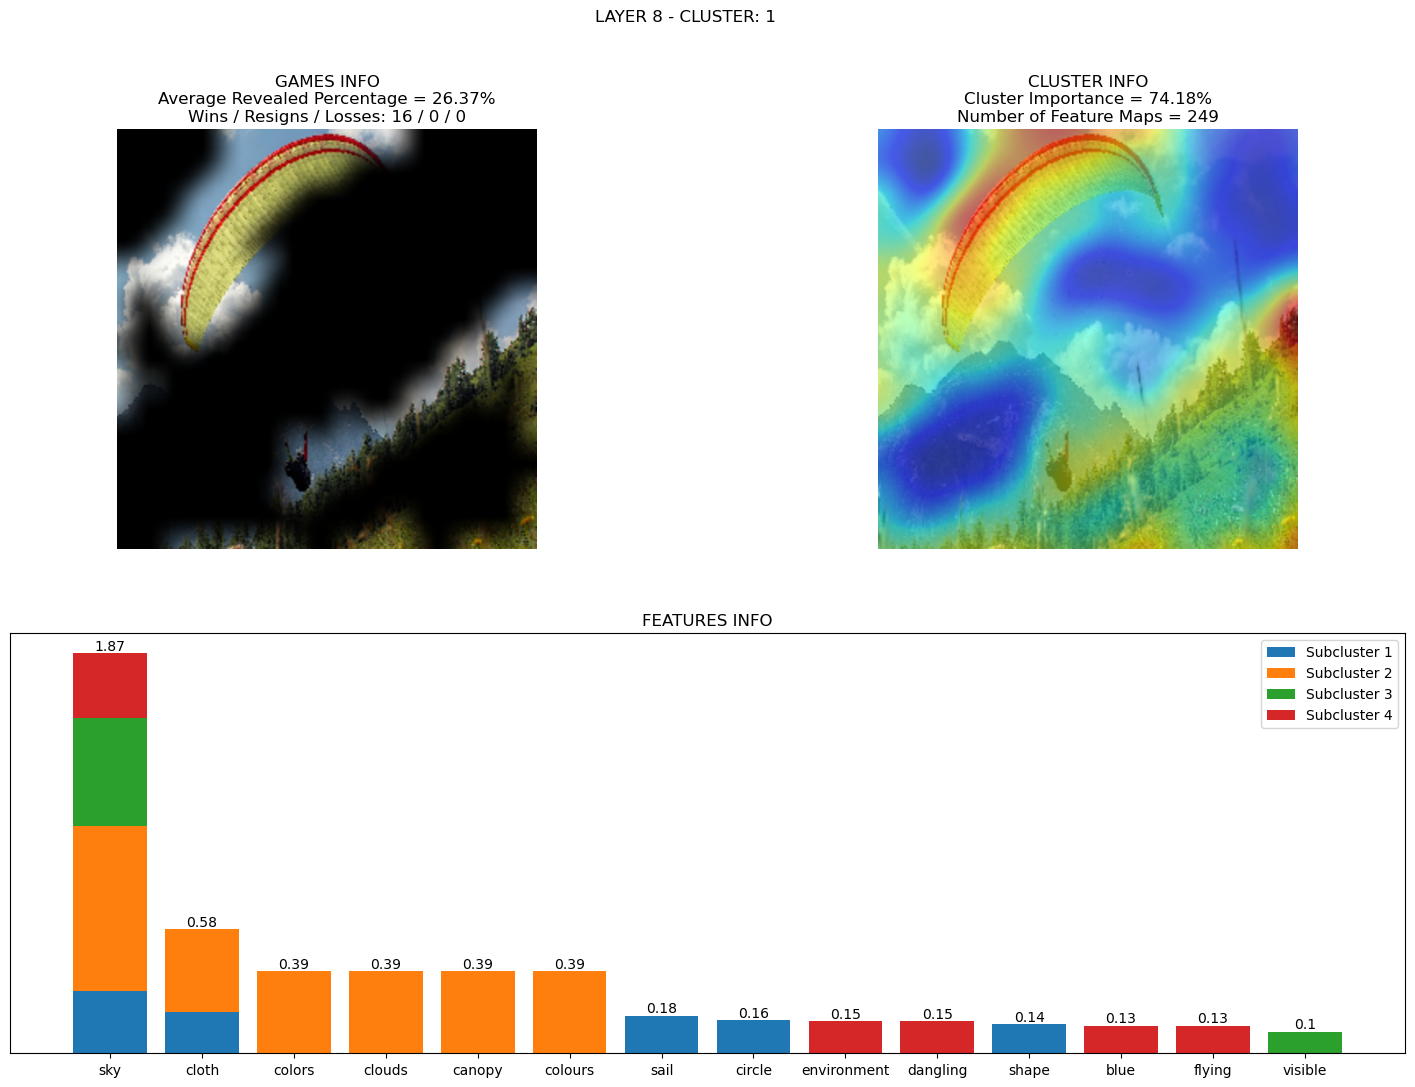 LAYER 8 - CLUSTER: 1
GAMES INFO
Average Revealed Percentage = 26.37%
Wins / Resigns / Losses: 16 / 0 / 0
CLUSTER INFO
Cluster Importance = 74.18%
Number of Feature Maps = 249
FEATURES INFO
Subcluster 1
Subcluster 2
Subcluster 3
Subcluster 4
1.87
0.58
0.39
0.39
0.39
0.39
0.18
0.16
0.15
0.15
0.14
0.13
0.13
0.1
sky cloth colors clouds canopy colours sail circle environment dangling shape blue flying visible